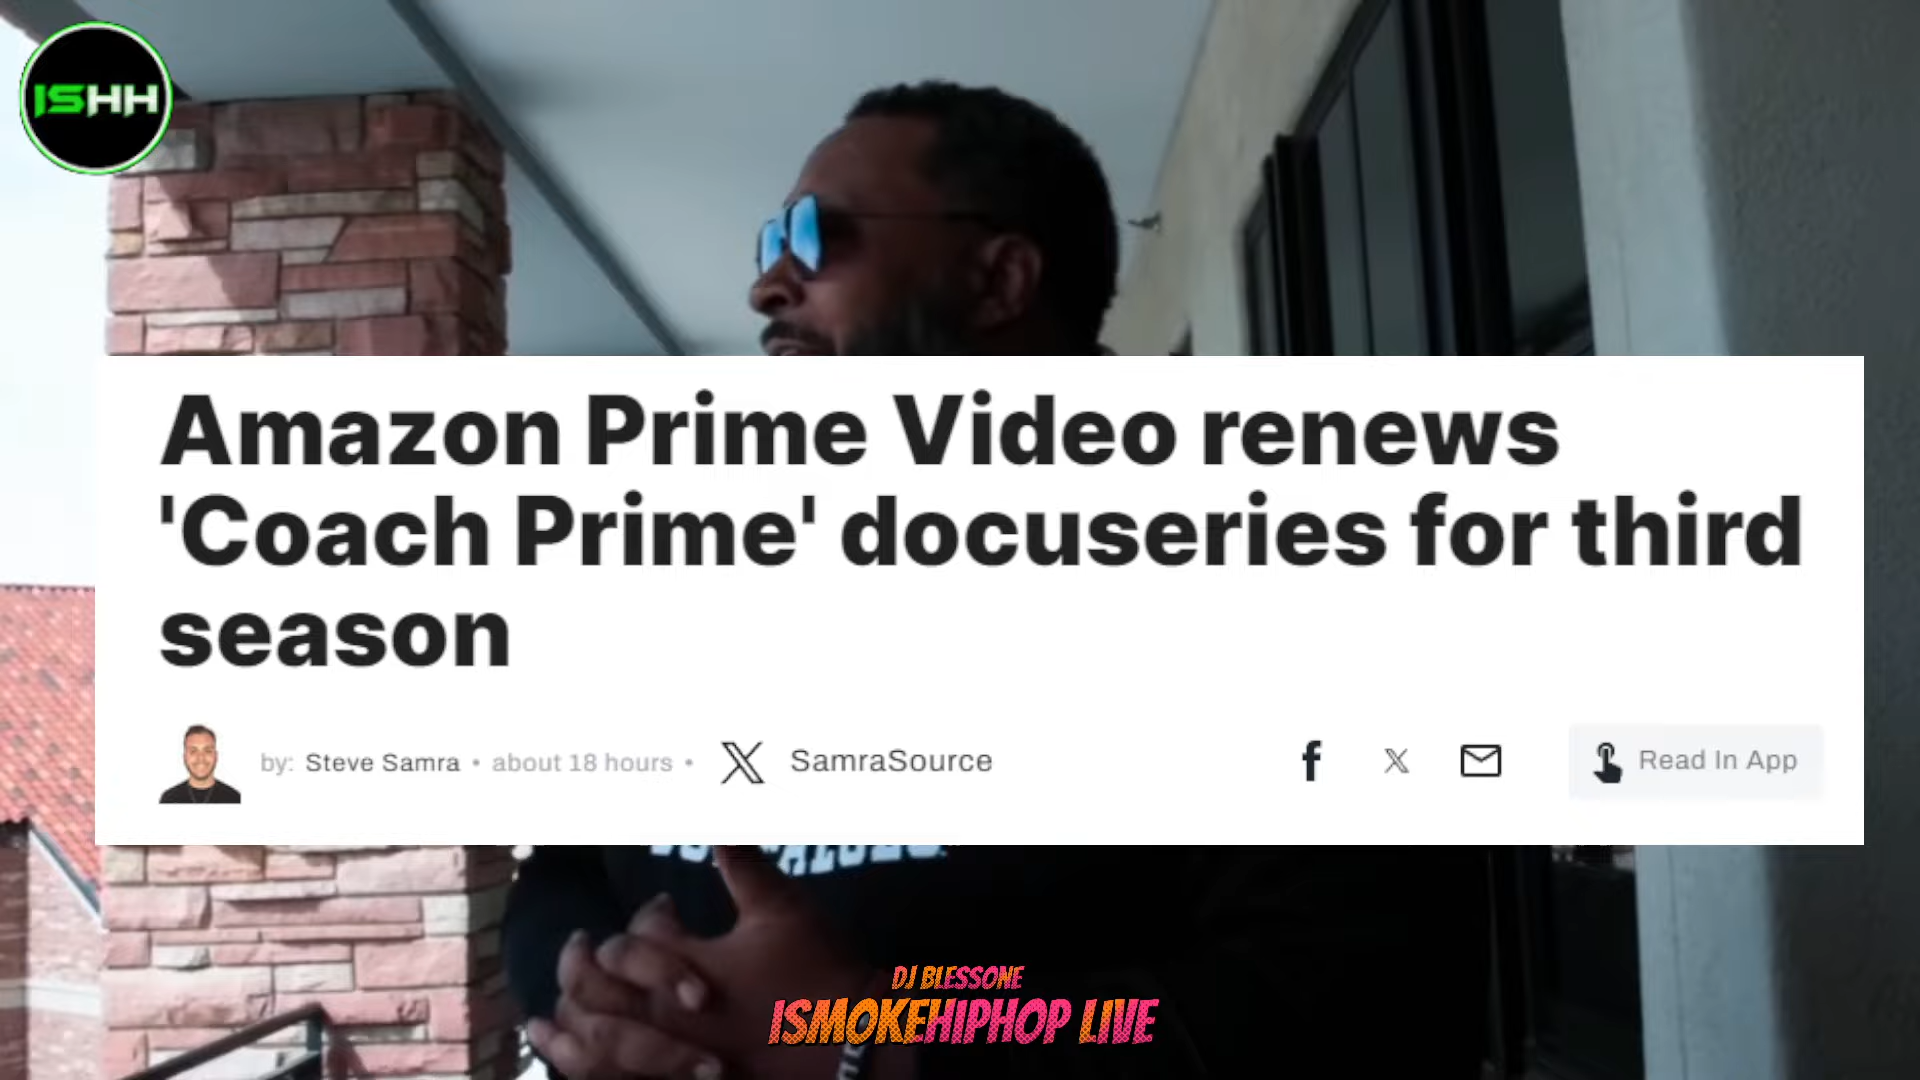 ISHH
Amazon Prime Video renews
'Coach Prime' docuseries for third
season
by: Steve Samra • about 18 hours • X SamraSource
f X Read In App
DJ BLESSONE
ISMOKEHIPHOP LIVE